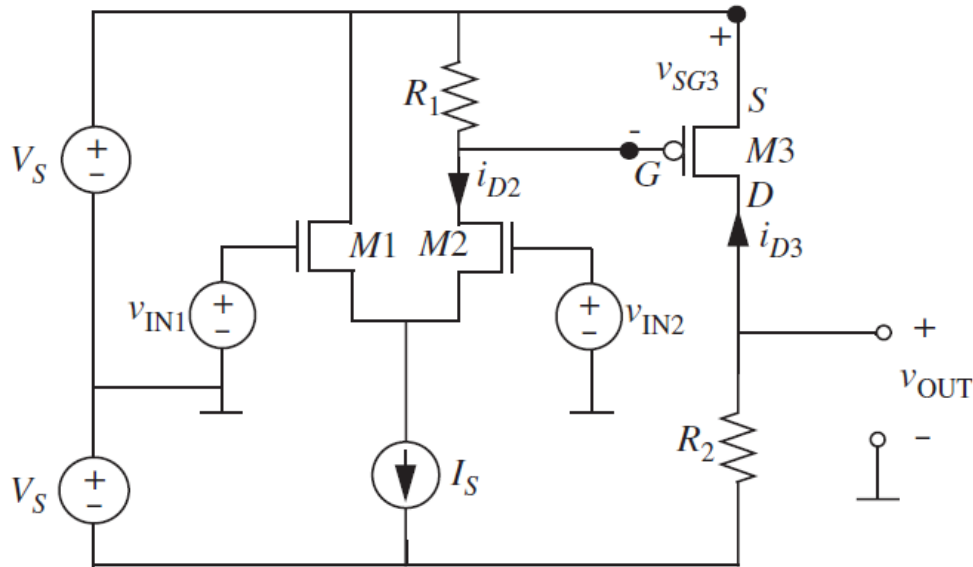 +
v_SG3
S
R_1
-
G
M3
V_S
+
-
i_D2
D
i_D3
M1
M2
v_IN1
+
-
+
-
v_IN2
+
v_OUT
-
V_S
+
-
I_S
R_2